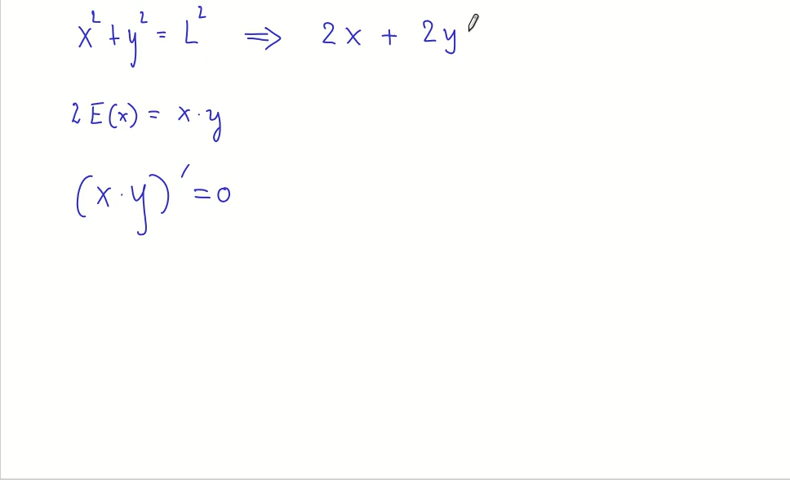 x² + y² = L² ⇒ 2x + 2y
2E(x) = x·y
(x·y)′ = 0